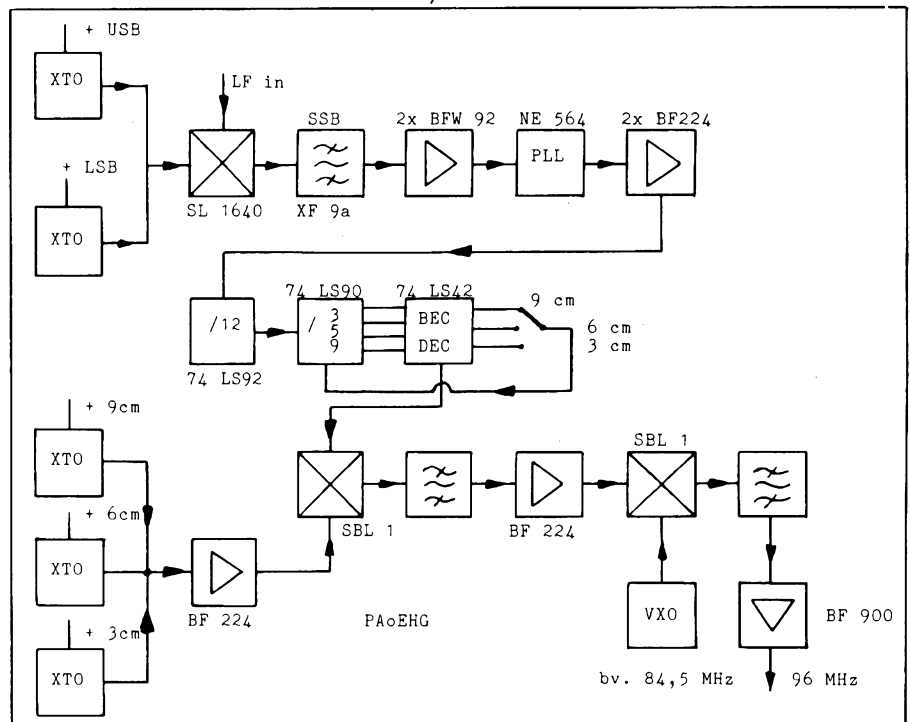 + USB
XTO
LF in
SSB
2x BFW 92
NE 564
2x BF224
PLL
+ LSB
XTO
SL 1640
XF 9a
74 LS90
74 LS42
9 cm
/12
/
3
5
9
BEC
DEC
6 cm
3 cm
74 LS92
+ 9cm
XTO
SBL 1
SBL 1
BF 224
+ 6cm
XTO
BF 224
+ 3cm
XTO
PAoEHG
VXO
BF 900
bv. 84,5 MHz
96 MHz